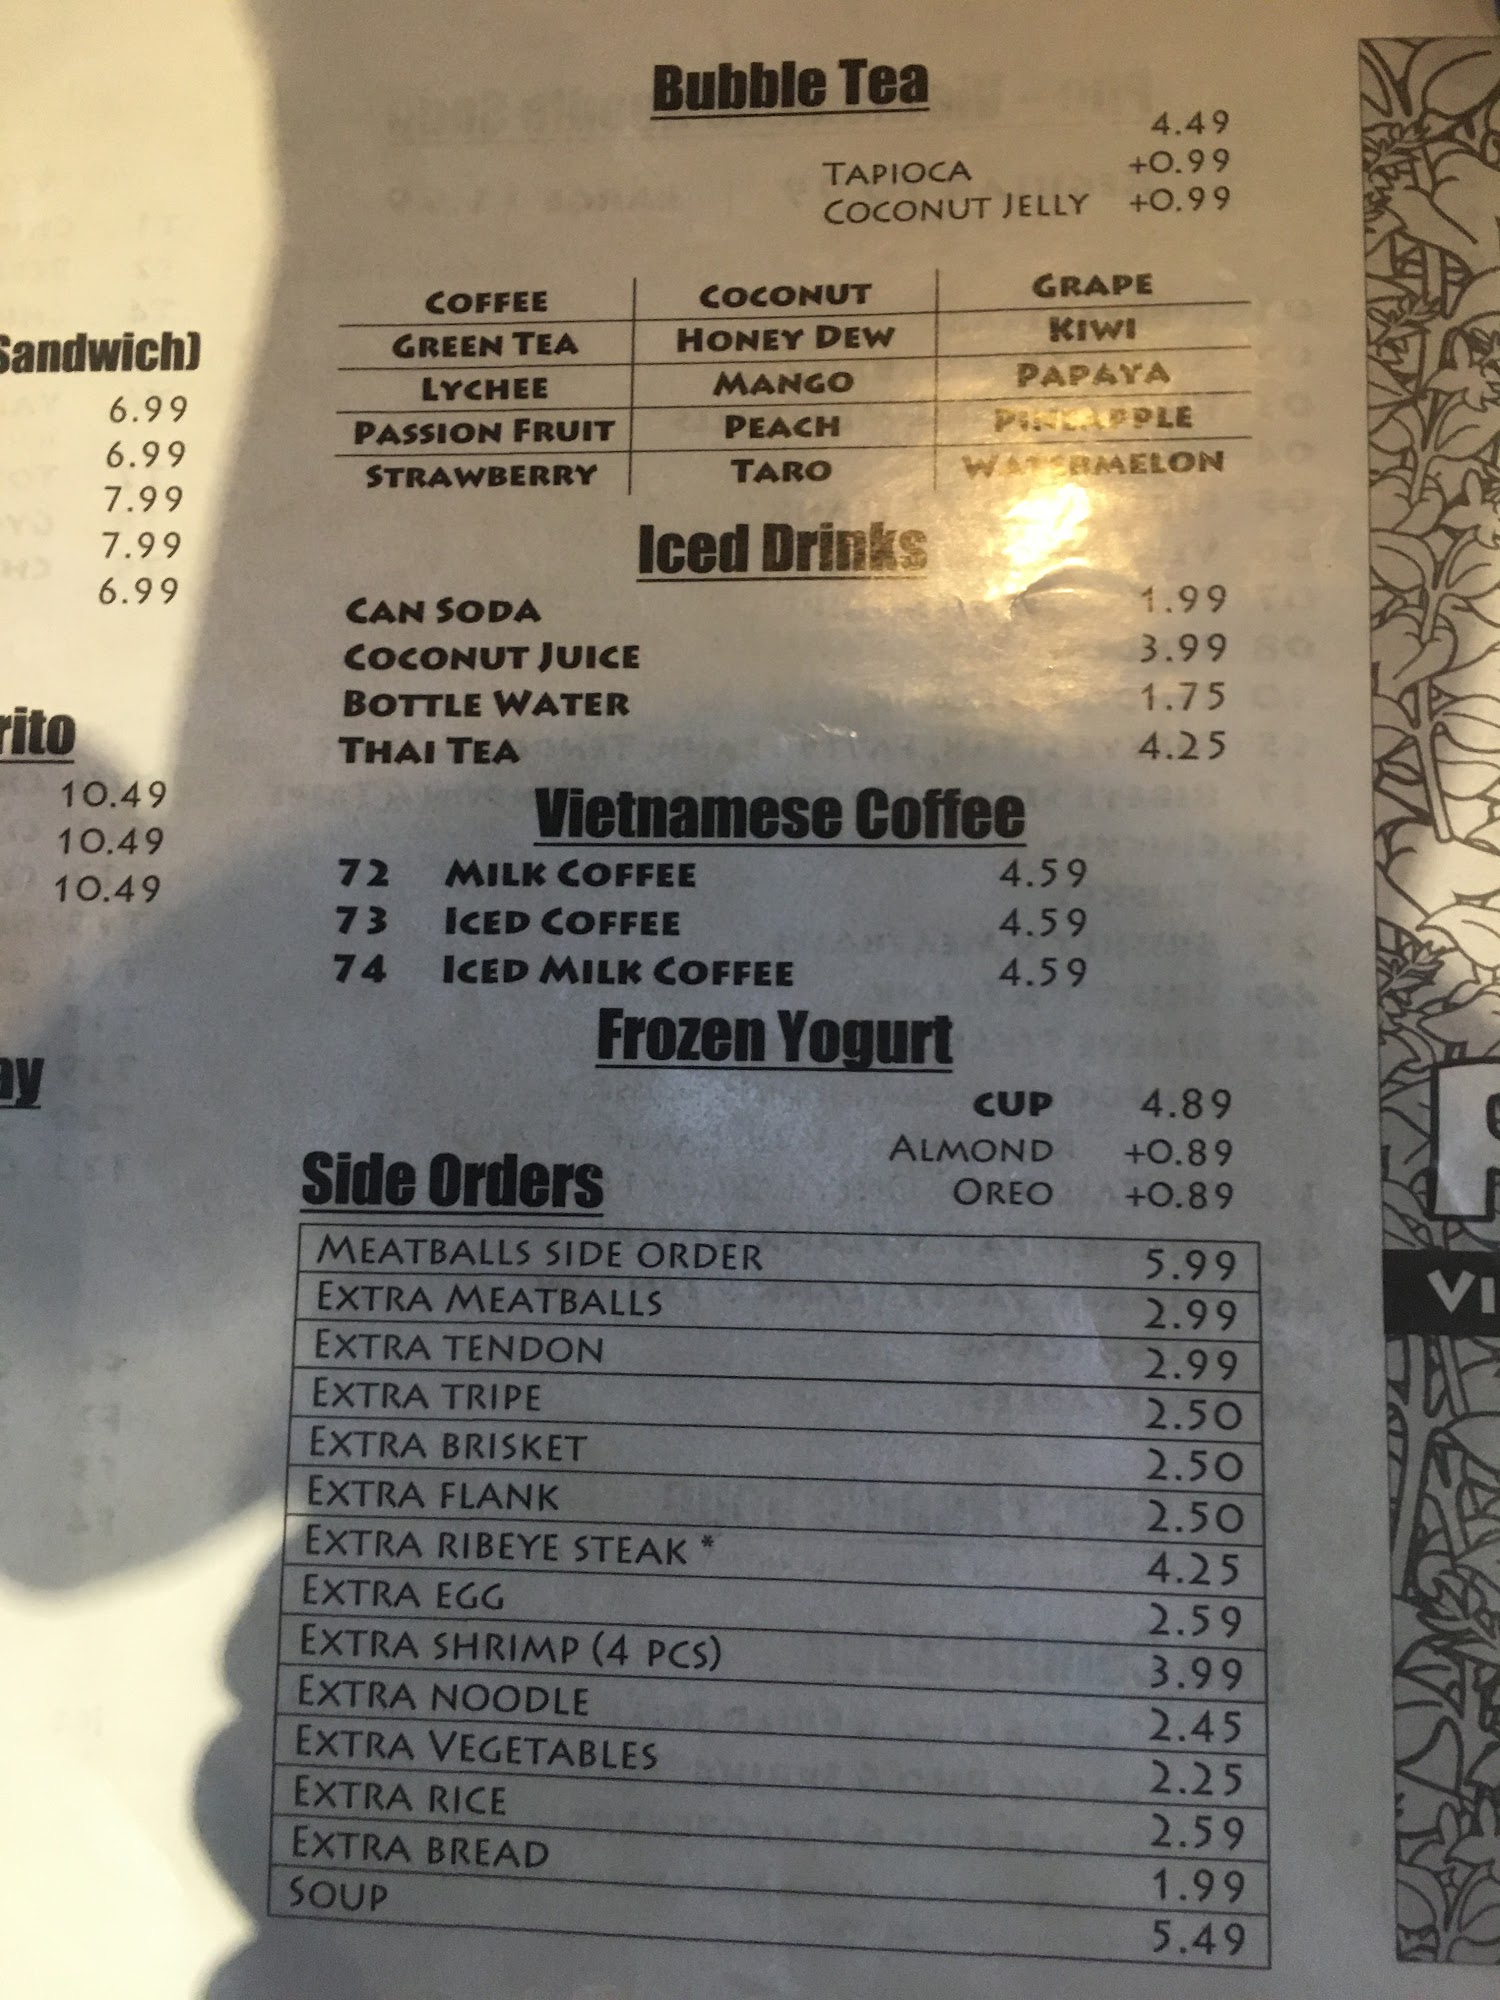 Sandwich)
6.99
6.99
7.99
7.99
6.99
rito
10.49
10.49
10.49
ay
Bubble Tea
4.49
TAPIOCA +0.99
COCONUT JELLY +0.99
COFFEE COCONUT GRAPE
GREEN TEA HONEY DEW KIWI
LYCHEE MANGO PAPAYA
PASSION FRUIT PEACH PINEAPPLE
STRAWBERRY TARO WATERMELON
Iced Drinks
CAN SODA 1.99
COCONUT JUICE 3.99
BOTTLE WATER 1.75
THAI TEA 4.25
Vietnamese Coffee
72 MILK COFFEE 4.59
73 ICED COFFEE 4.59
74 ICED MILK COFFEE 4.59
Frozen Yogurt
CUP 4.89
ALMOND +0.89
OREO +0.89
Side Orders
MEATBALLS SIDE ORDER 5.99
EXTRA MEATBALLS 2.99
EXTRA TENDON 2.99
EXTRA TRIPE 2.50
EXTRA BRISKET 2.50
EXTRA FLANK 2.50
EXTRA RIBEYE STEAK * 4.25
EXTRA EGG 2.59
EXTRA SHRIMP (4 PCS) 3.99
EXTRA NOODLE 2.45
EXTRA VEGETABLES 2.25
EXTRA RICE 2.59
EXTRA BREAD 1.99
SOUP 5.49
VI